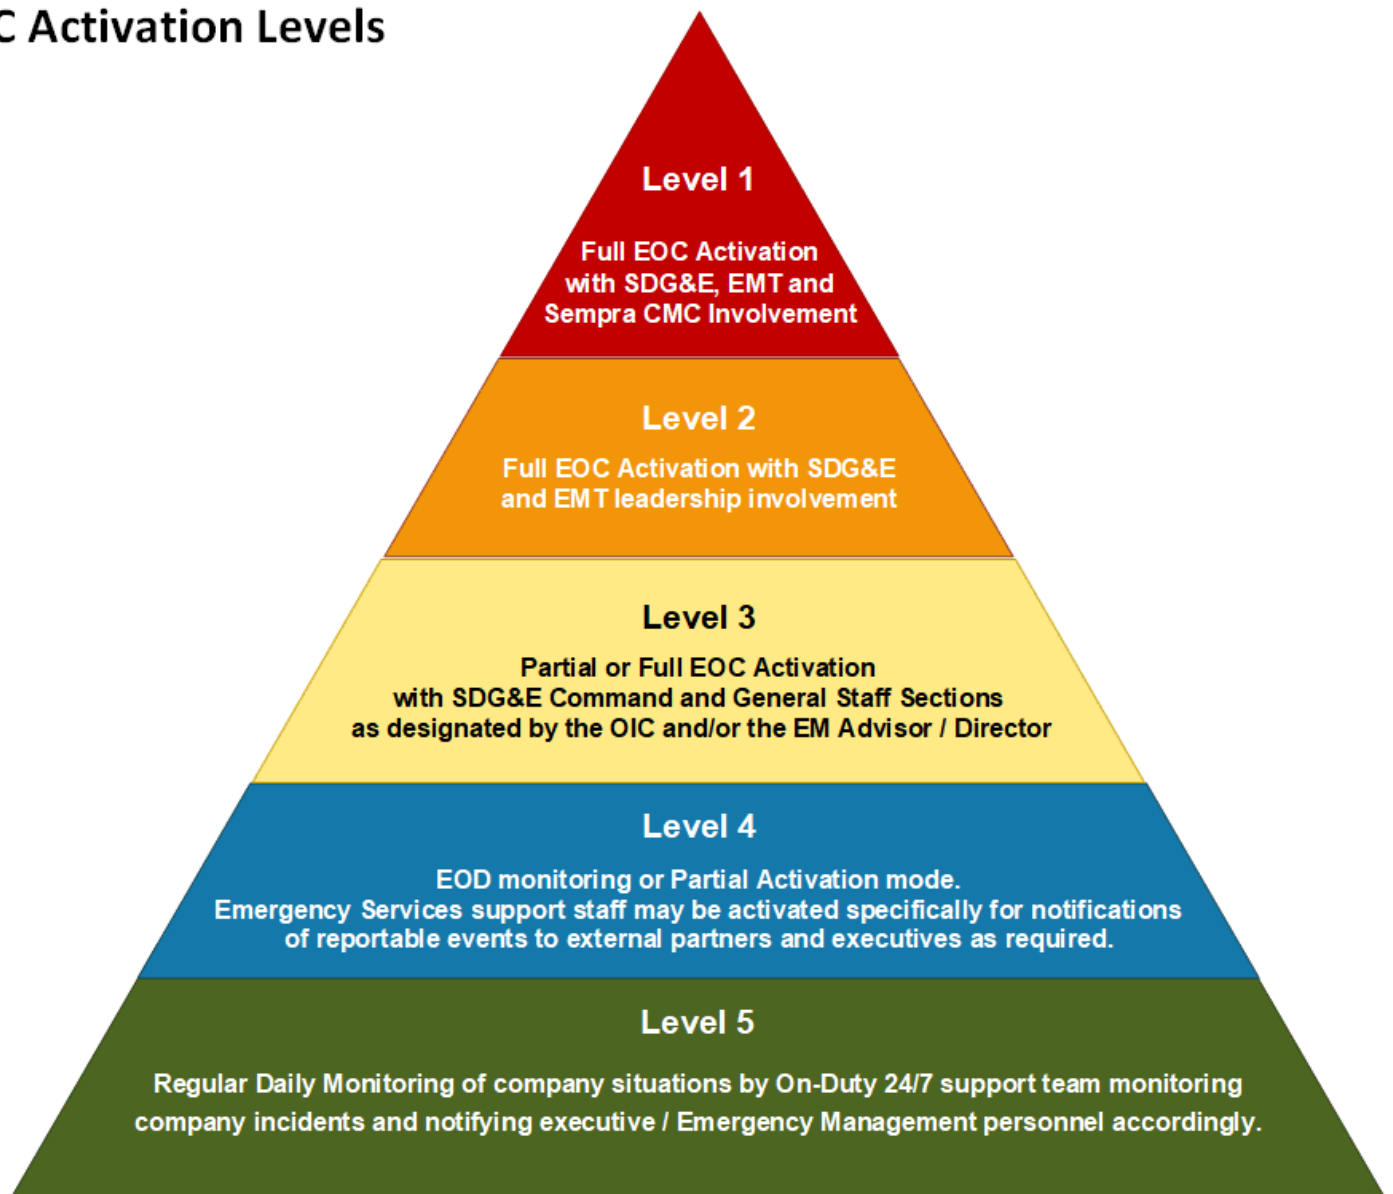 C Activation Levels
Level 1
Full EOC Activation
with SDG&E, EMT and
Sempra CMC Involvement
Level 2
Full EOC Activation with SDG&E
and EMT leadership involvement
Level 3
Partial or Full EOC Activation
with SDG&E Command and General Staff Sections
as designated by the OIC and/or the EM Advisor / Director
Level 4
EOD monitoring or Partial Activation mode.
Emergency Services support staff may be activated specifically for notifications
of reportable events to external partners and executives as required.
Level 5
Regular Daily Monitoring of company situations by On-Duty 24/7 support team monitoring
company incidents and notifying executive / Emergency Management personnel accordingly.